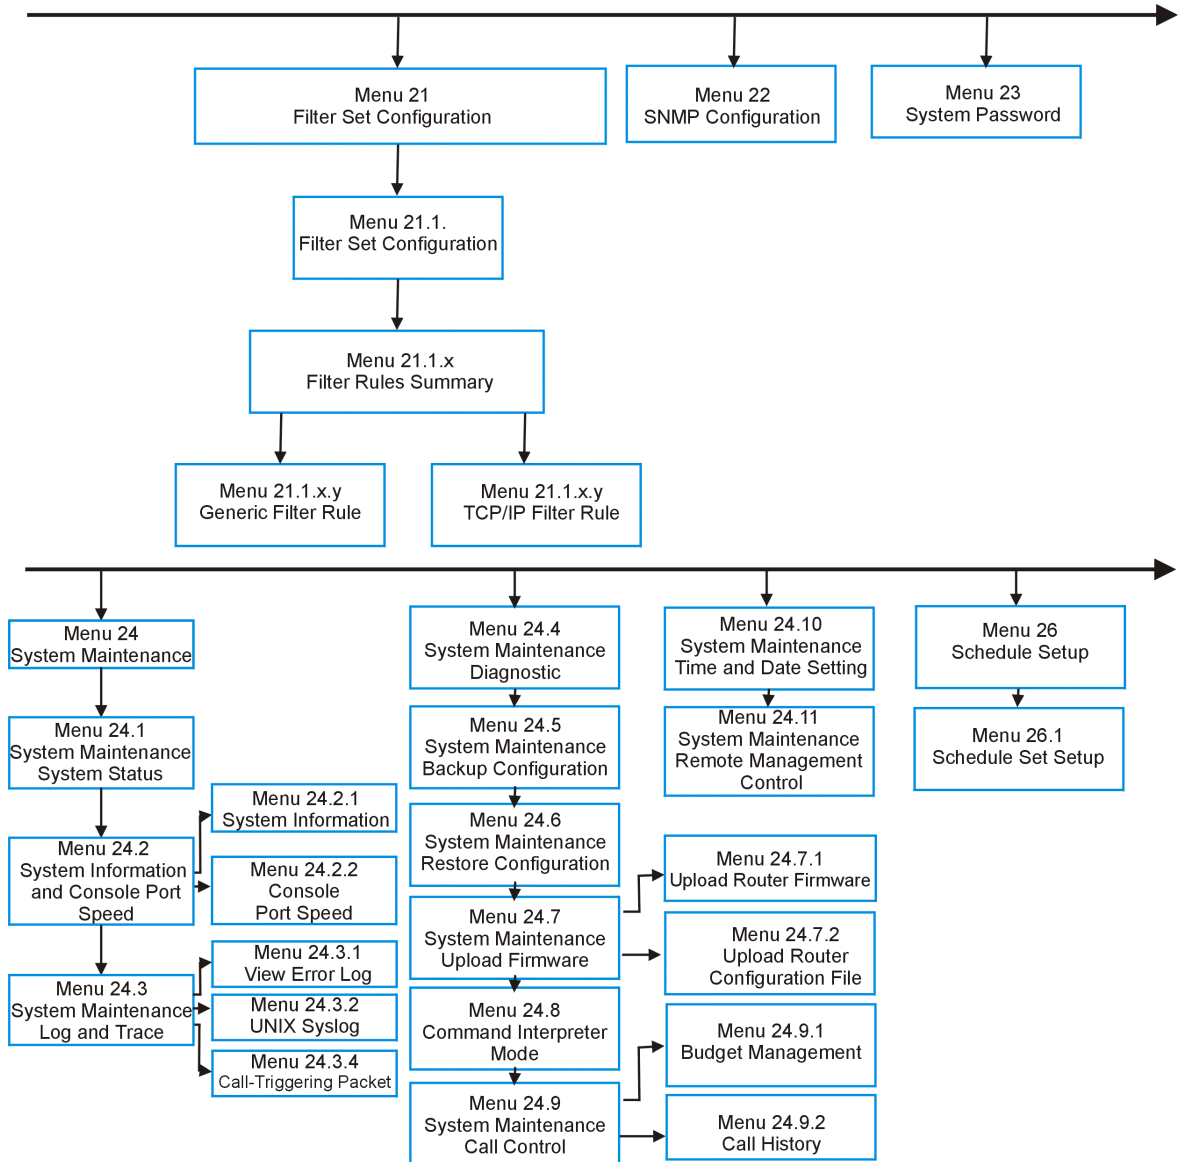 Menu 21
Filter Set Configuration
Menu 22
SNMP Configuration
Menu 23
System Password
Menu 21.1.
Filter Set Configuration
Menu 21.1.x
Filter Rules Summary
Menu 21.1.x.y
Generic Filter Rule
Menu 21.1.x.y
TCP/IP Filter Rule
Menu 24
System Maintenance
Menu 24.1
System Maintenance
System Status
Menu 24.2
System Information
and Console Port
Speed
Menu 24.2.1
System Information
Menu 24.2.2
Console
Port Speed
Menu 24.3
System Maintenance
Log and Trace
Menu 24.3.1
View Error Log
Menu 24.3.2
UNIX Syslog
Menu 24.3.4
Call-Triggering Packet
Menu 24.4
System Maintenance
Diagnostic
Menu 24.5
System Maintenance
Backup Configuration
Menu 24.6
System Maintenance
Restore Configuration
Menu 24.7
System Maintenance
Upload Firmware
Menu 24.7.1
Upload Router Firmware
Menu 24.7.2
Upload Router
Configuration File
Menu 24.8
Command Interpreter
Mode
Menu 24.9
System Maintenance
Call Control
Menu 24.9.1
Budget Management
Menu 24.9.2
Call History
Menu 24.10
System Maintenance
Time and Date Setting
Menu 24.11
System Maintenance
Remote Management
Control
Menu 26
Schedule Setup
Menu 26.1
Schedule Set Setup